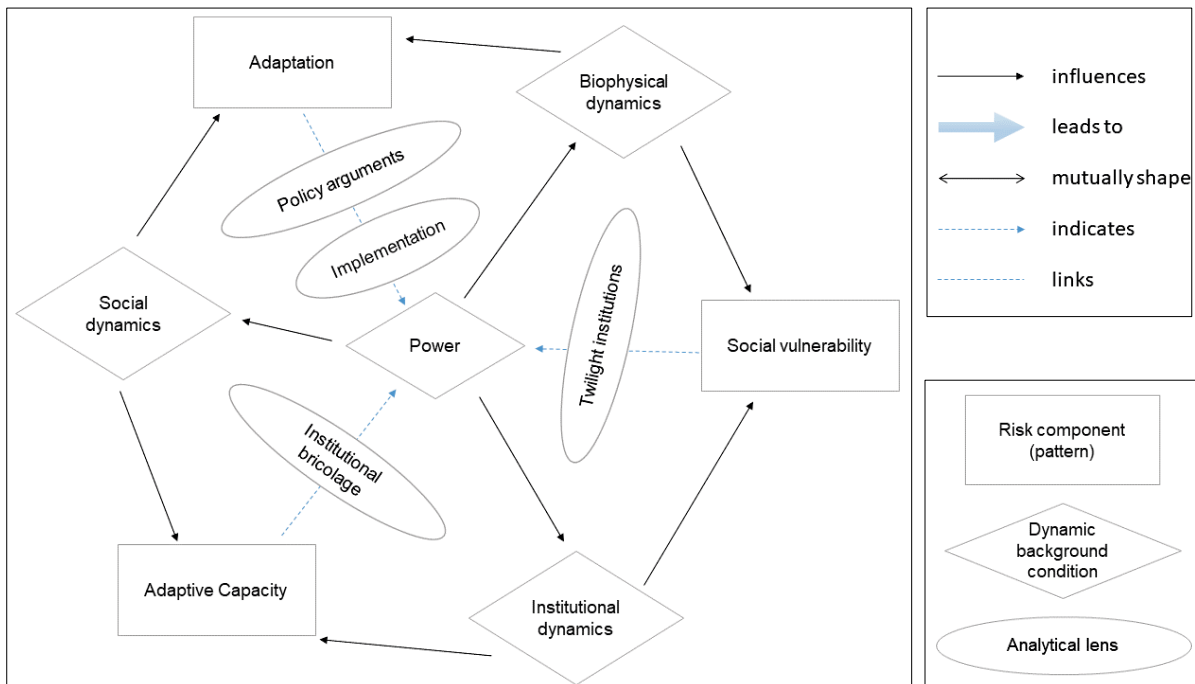 Adaptation
Biophysical
dynamics
Policy arguments
Implementation
Social
dynamics
Power
Twilight institutions
Social vulnerability
Institutional
bricolage
Adaptive Capacity
Institutional
dynamics
influences
leads to
mutually shape
indicates
links
Risk component
(pattern)
Dynamic
background
condition
Analytical lens